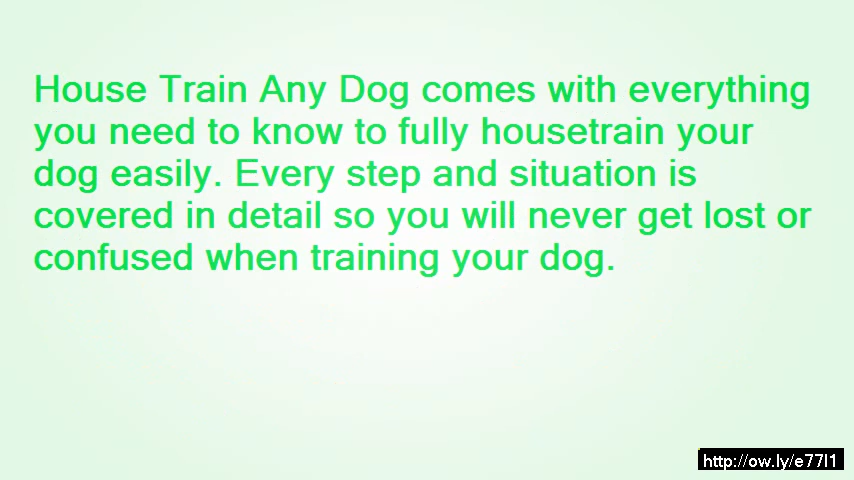 House Train Any Dog comes with everything
you need to know to fully housetrain your
dog easily. Every step and situation is
covered in detail so you will never get lost or
confused when training your dog.
http://ow.ly/e77l1